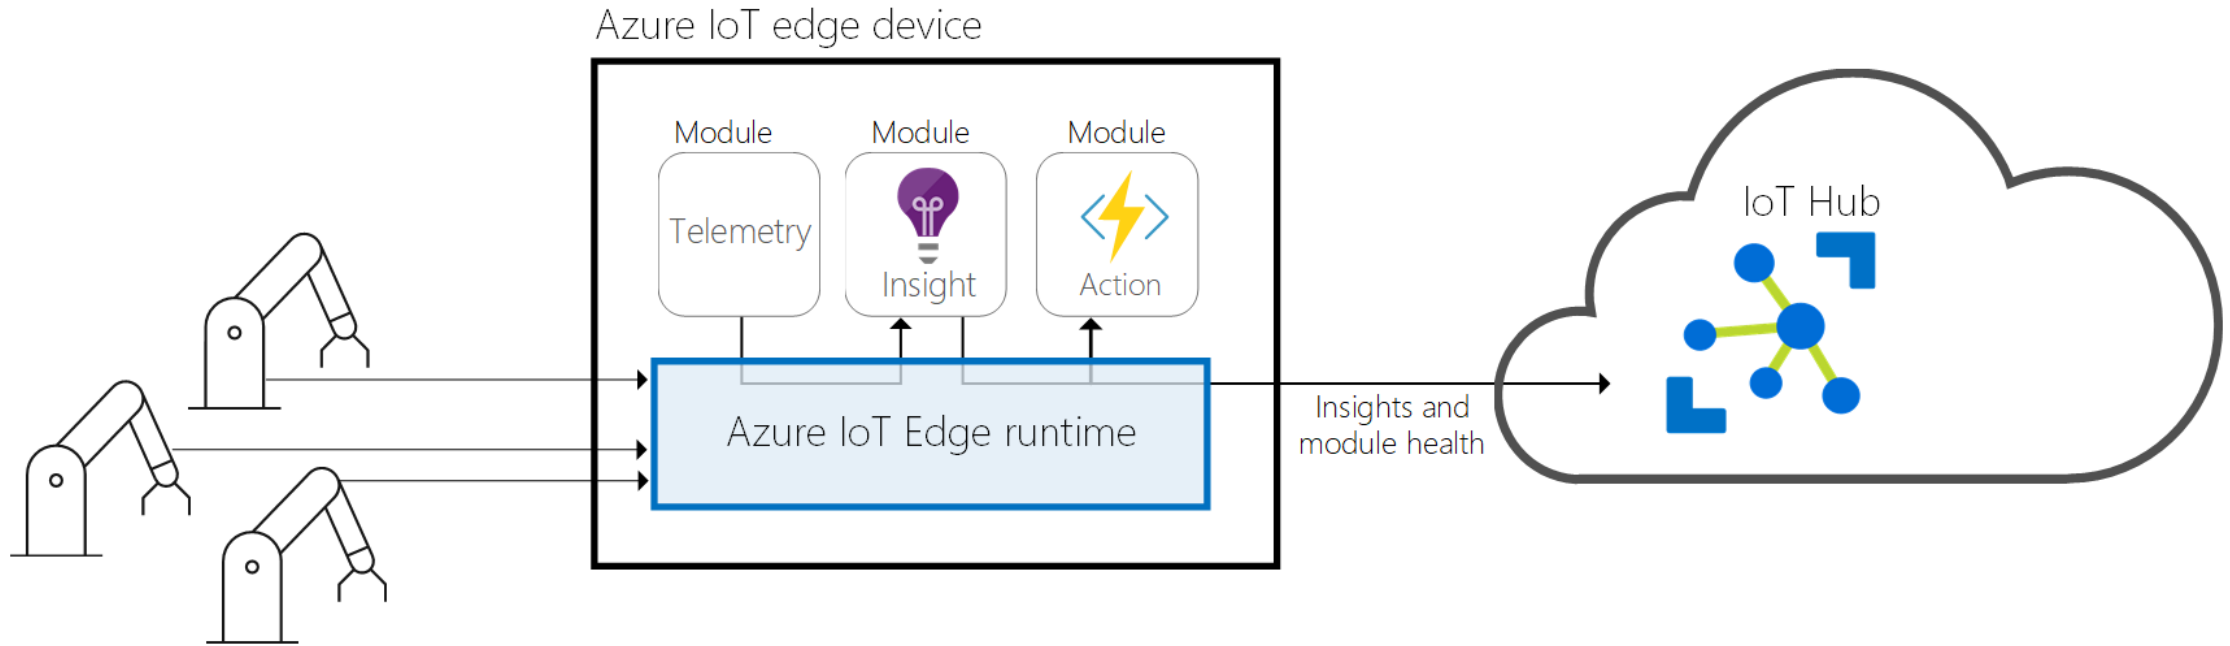 Azure IoT edge device
Module
Module
Module
Telemetry
Insight
Action
Azure IoT Edge runtime
Insights and
module health
IoT Hub